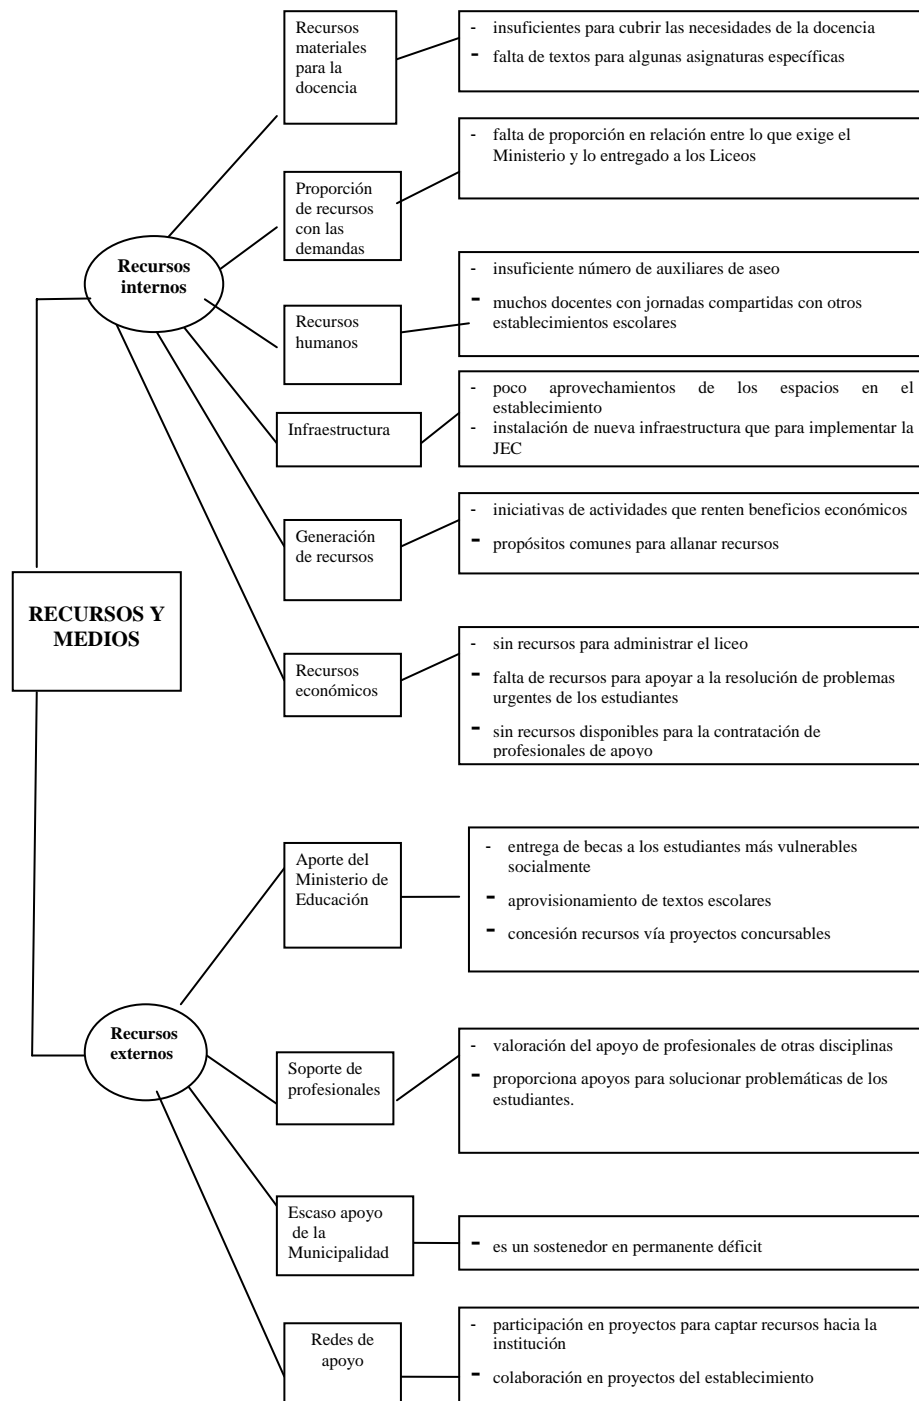 Recursos
materiales
para la
docencia
- insuficientes para cubrir las necesidades de la docencia
- falta de textos para algunas asignaturas específicas
Proporción
de recursos
con las
demandas
- falta de proporción en relación entre lo que exige el
Ministerio y lo entregado a los Liceos
Recursos
internos
Recursos
humanos
- insuficiente número de auxiliares de aseo
- muchos docentes con jornadas compartidas con otros
establecimientos escolares
Infraestructura
- poco aprovechamientos de los espacios en el
establecimiento
- instalación de nueva infraestructura que para implementar la
JEC
Generación
de recursos
- iniciativas de actividades que renten beneficios económicos
- propósitos comunes para allanar recursos
RECURSOS Y
MEDIOS
Recursos
económicos
- sin recursos para administrar el liceo
- falta de recursos para apoyar a la resolución de problemas
urgentes de los estudiantes
- sin recursos disponibles para la contratación de
profesionales de apoyo
Aporte del
Ministerio de
Educación
- entrega de becas a los estudiantes más vulnerables
socialmente
- aprovisionamiento de textos escolares
- concesión recursos vía proyectos concursables
Recursos
externos
Soporte de
profesionales
- valoración del apoyo de profesionales de otras disciplinas
- proporciona apoyos para solucionar problemáticas de los
estudiantes.
Escaso apoyo
de la
Municipalidad
- es un sostenedor en permanente déficit
Redes de
apoyo
- participación en proyectos para captar recursos hacia la
institución
- colaboración en proyectos del establecimiento